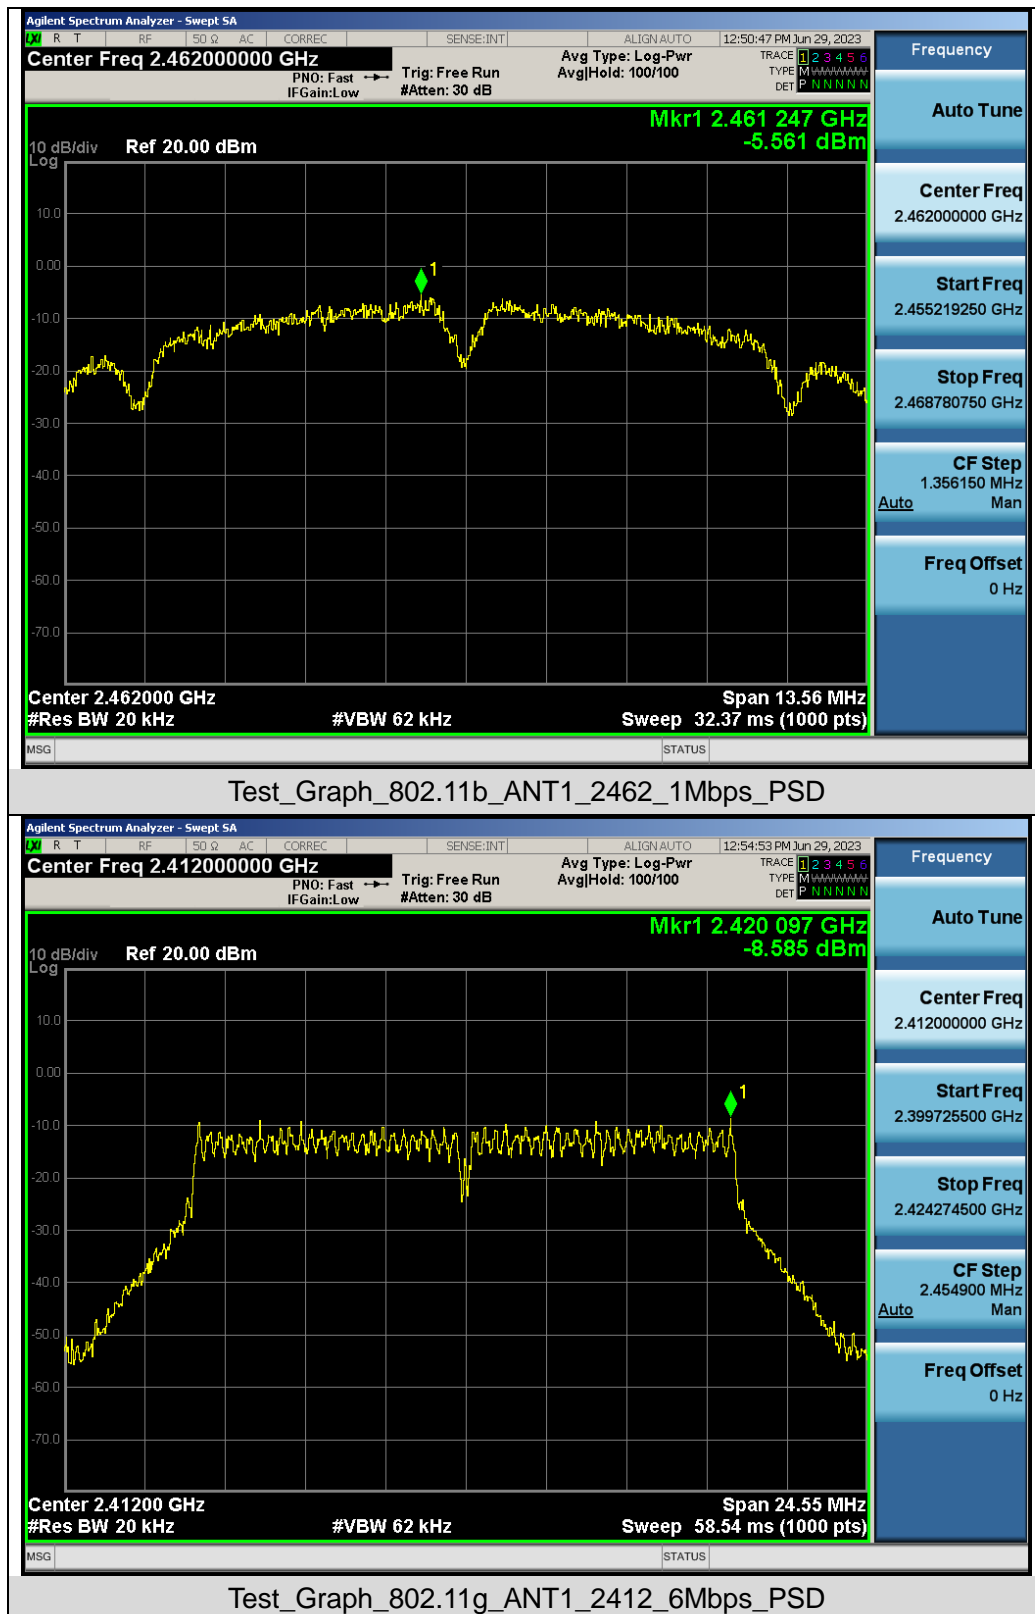 Agilent Spectrum Analyzer - Swept SA
LXI R T RF 50 Ω AC CORREC SENSE:INT ALIGN AUTO 12:50:47 PM Jun 29, 2023
Center Freq 2.462000000 GHz
PNO: Fast
IFGain:Low
Trig: Free Run
#Atten: 30 dB
Avg Type: Log-Pwr
Avg|Hold: 100/100
TRACE 1 2 3 4 5 6
TYPE M WWWWW
DET P N N N N N
Mkr1 2.461 247 GHz
-5.561 dBm
10 dB/div Ref 20.00 dBm
Log
10.0
0.00
1
-10.0
-20.0
-30.0
-40.0
-50.0
-60.0
-70.0
Center 2.462000 GHz Span 13.56 MHz
#Res BW 20 kHz #VBW 62 kHz Sweep 32.37 ms (1000 pts)
MSG STATUS
Frequency
Auto Tune
Center Freq
2.462000000 GHz
Start Freq
2.455219250 GHz
Stop Freq
2.468780750 GHz
CF Step
1.356150 MHz
Auto Man
Freq Offset
0 Hz
Test_Graph_802.11b_ANT1_2462_1Mbps_PSD
Agilent Spectrum Analyzer - Swept SA
LXI R T RF 50 Ω AC CORREC SENSE:INT ALIGN AUTO 12:54:53 PM Jun 29, 2023
Center Freq 2.412000000 GHz
PNO: Fast
IFGain:Low
Trig: Free Run
#Atten: 30 dB
Avg Type: Log-Pwr
Avg|Hold: 100/100
TRACE 1 2 3 4 5 6
TYPE M WWWWW
DET P N N N N N
Mkr1 2.420 097 GHz
-8.585 dBm
10 dB/div Ref 20.00 dBm
Log
10.0
0.00
1
-10.0
-20.0
-30.0
-40.0
-50.0
-60.0
-70.0
Center 2.41200 GHz Span 24.55 MHz
#Res BW 20 kHz #VBW 62 kHz Sweep 58.54 ms (1000 pts)
MSG STATUS
Frequency
Auto Tune
Center Freq
2.412000000 GHz
Start Freq
2.399725500 GHz
Stop Freq
2.424274500 GHz
CF Step
2.454900 MHz
Auto Man
Freq Offset
0 Hz
Test_Graph_802.11g_ANT1_2412_6Mbps_PSD